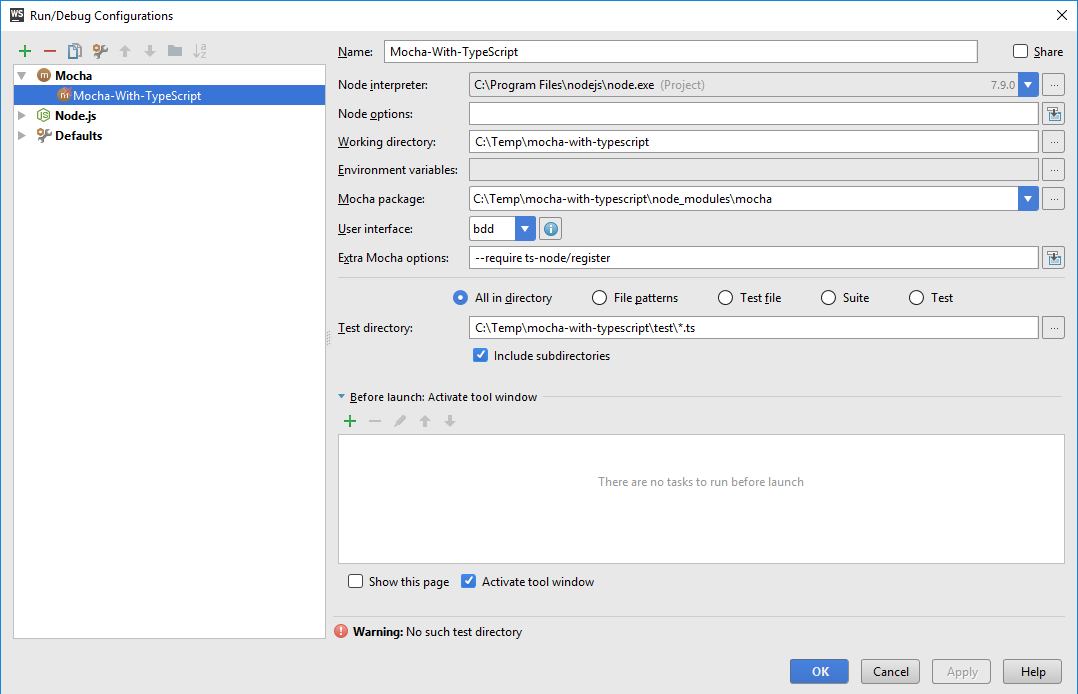 WS Run/Debug Configurations
Name: Mocha-With-TypeScript Share
Mocha
Mocha-With-TypeScript
Node.js
Defaults
Node interpreter: C:\Program Files\nodejs\node.exe (Project) 7.9.0 ...
Node options:
Working directory: C:\Temp\mocha-with-typescript ...
Environment variables: ...
Mocha package: C:\Temp\mocha-with-typescript\node_modules\mocha ...
User interface: bdd
Extra Mocha options: --require ts-node/register
All in directory File patterns Test file Suite Test
Test directory: C:\Temp\mocha-with-typescript\test\*.ts ...
Include subdirectories
Before launch: Activate tool window
There are no tasks to run before launch
Show this page Activate tool window
Warning: No such test directory
OK Cancel Apply Help